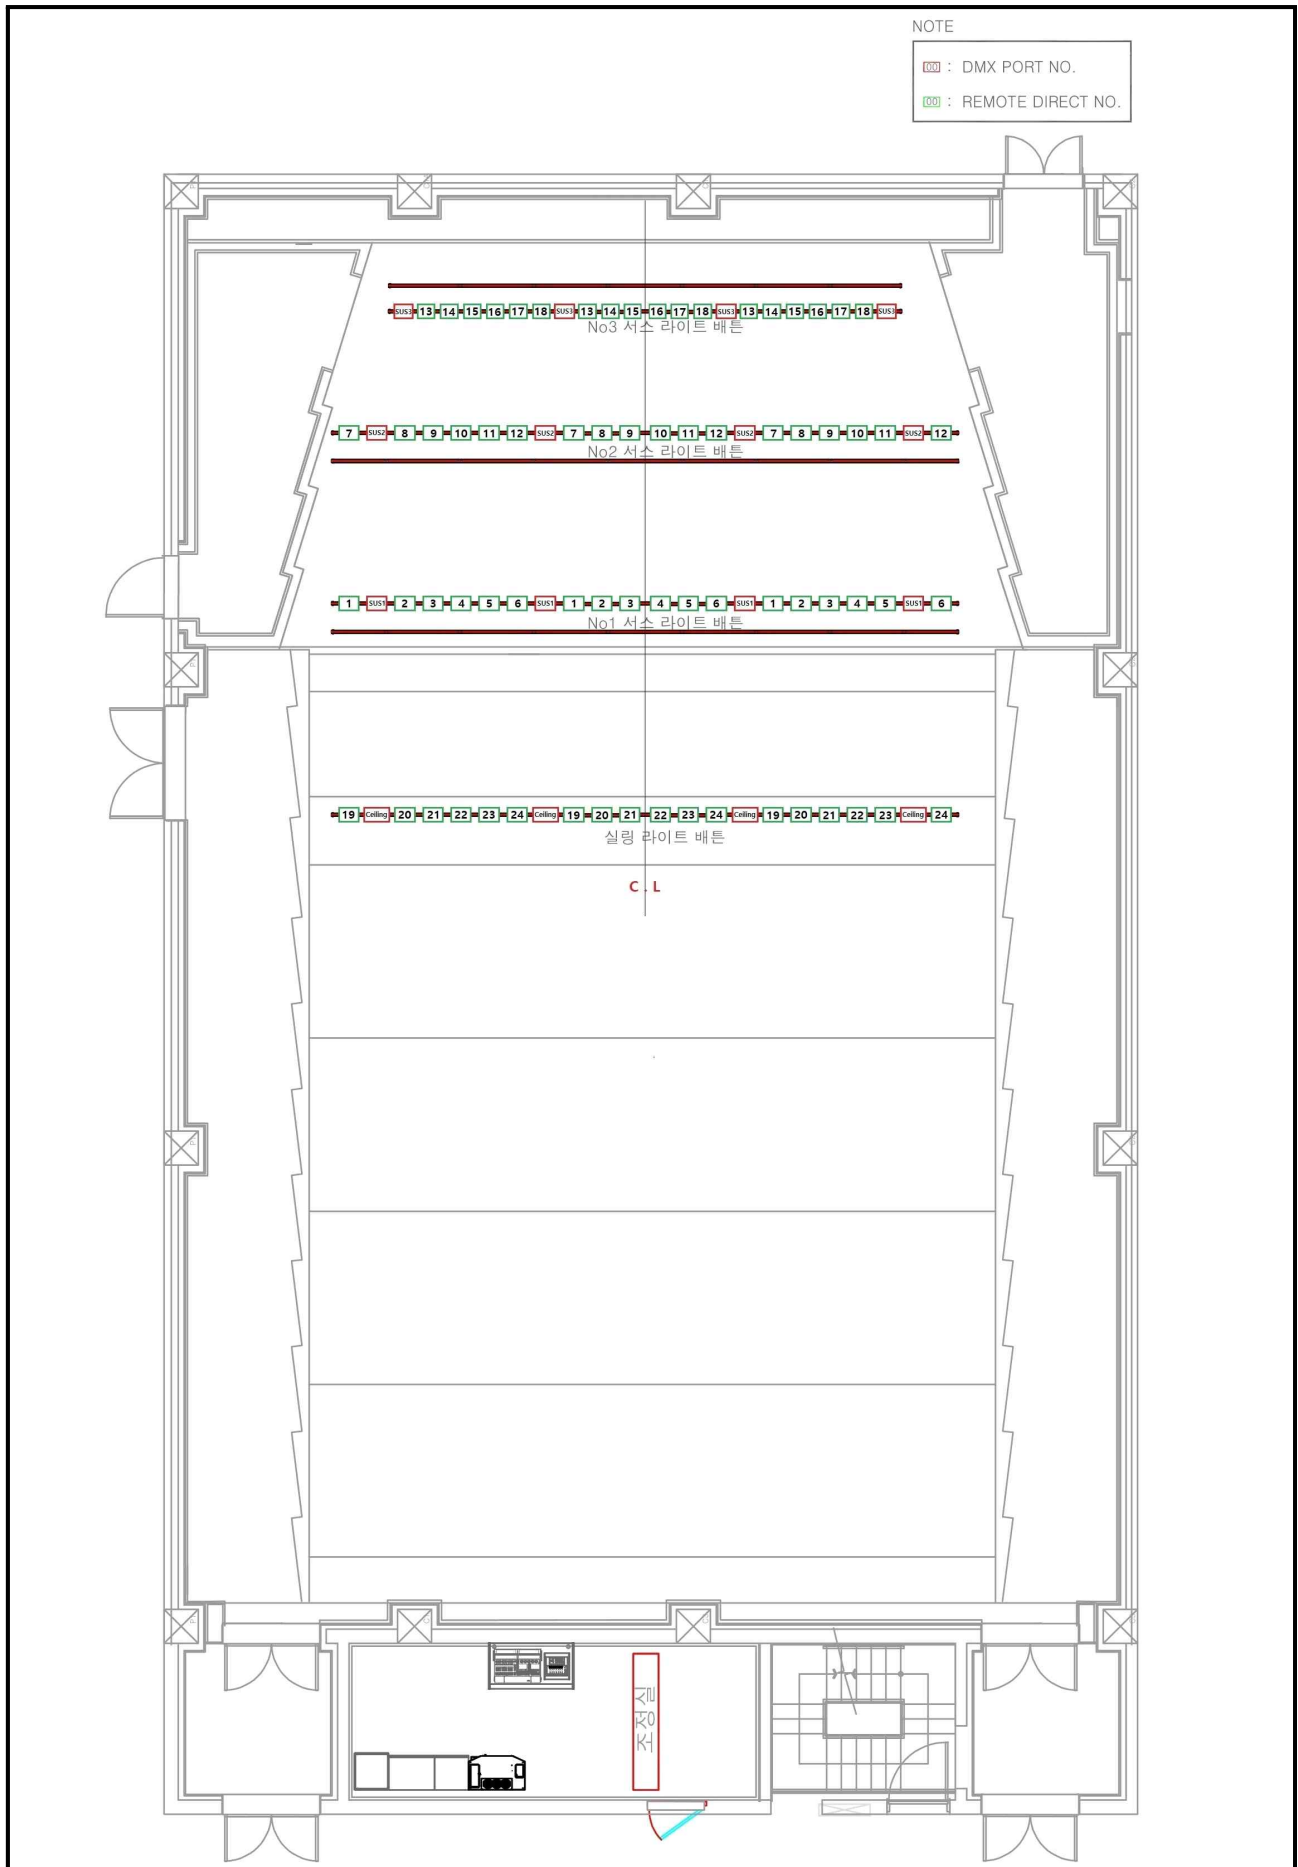 NOTE
00 : DMX PORT NO.
00 : REMOTE DIRECT NO.
SUS3 13 14 15 16 17 18 SUS3 13 14 15 16 17 18 SUS3 13 14 15 16 17 18 SUS3
No3 서스 라이트 배튼
7 SUS2 8 9 10 11 12 SUS2 7 8 9 10 11 12 SUS2 7 8 9 10 11 SUS2 12
No2 서스 라이트 배튼
1 SUS1 2 3 4 5 6 SUS1 1 2 3 4 5 6 SUS1 1 2 3 4 5 SUS1 6
No1 서스 라이트 배튼
19 Ceiling 20 21 22 23 24 Ceiling 19 20 21 22 23 24 Ceiling 19 20 21 22 23 Ceiling 24
실링 라이트 배튼
C . L
조정실